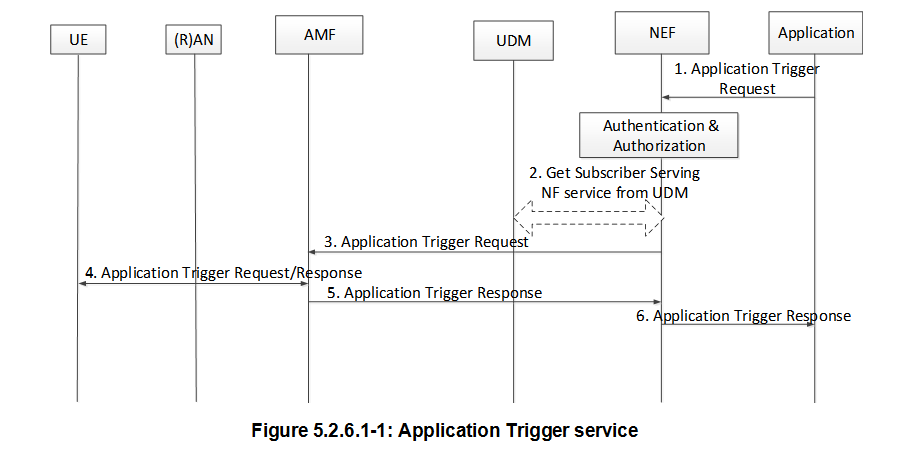 UE
(R)AN
AMF
UDM
NEF
Application
1. Application Trigger
Request
Authentication &
Authorization
2. Get Subscriber Serving
NF service from UDM
3. Application Trigger Request
4. Application Trigger Request/Response
5. Application Trigger Response
6. Application Trigger Response
Figure 5.2.6.1-1: Application Trigger service